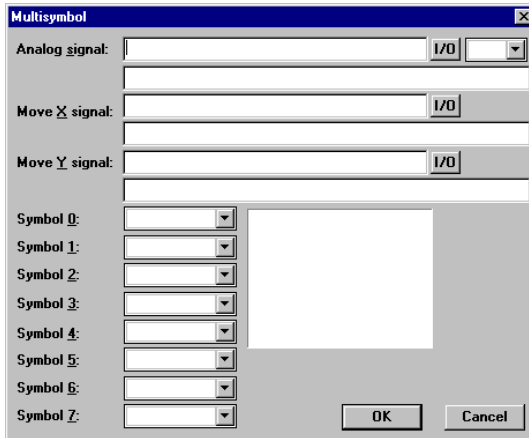 Multisymbol
Analog signal: I/O
Move X signal: I/O
Move Y signal: I/O
Symbol 0:
Symbol 1:
Symbol 2:
Symbol 3:
Symbol 4:
Symbol 5:
Symbol 6:
Symbol 7:
OK Cancel